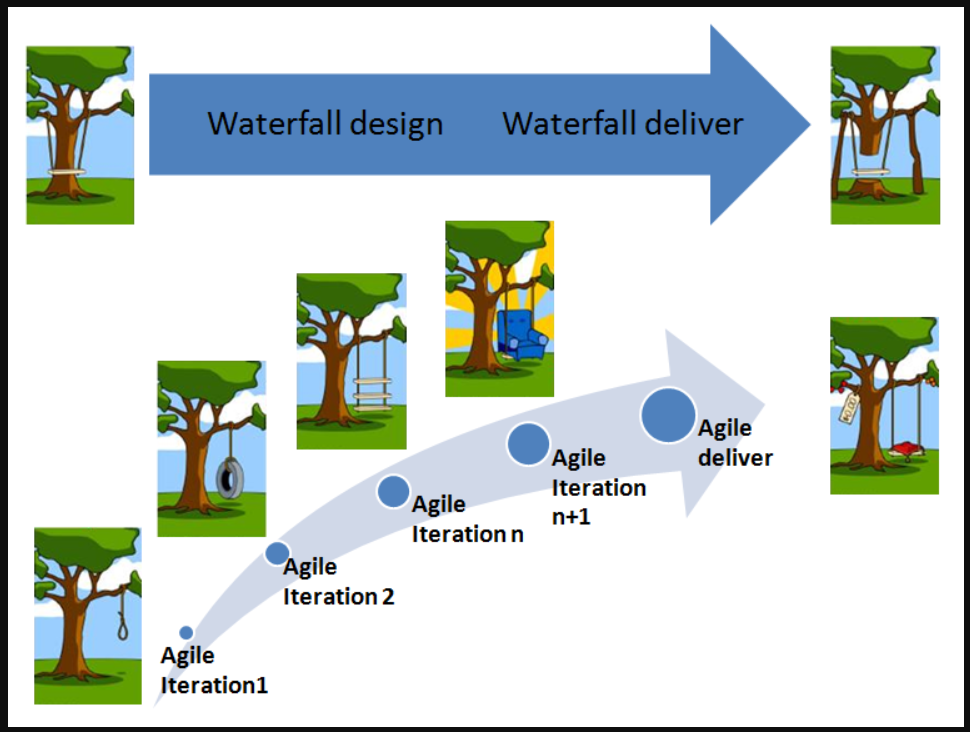 Waterfall design Waterfall deliver
Agile
deliver
Agile
Iteration
n+1
Agile
Iteration n
Agile
Iteration 2
Agile
Iteration1